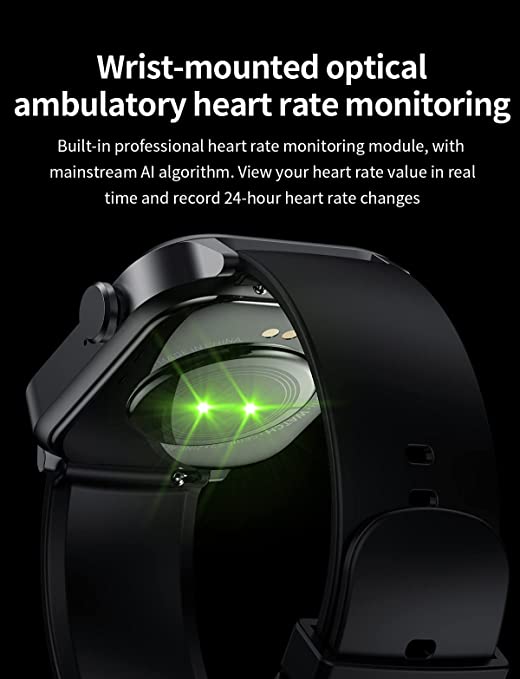 Wrist-mounted optical
ambulatory heart rate monitoring
Built-in professional heart rate monitoring module, with
mainstream AI algorithm. View your heart rate value in real
time and record 24-hour heart rate changes
WATCH